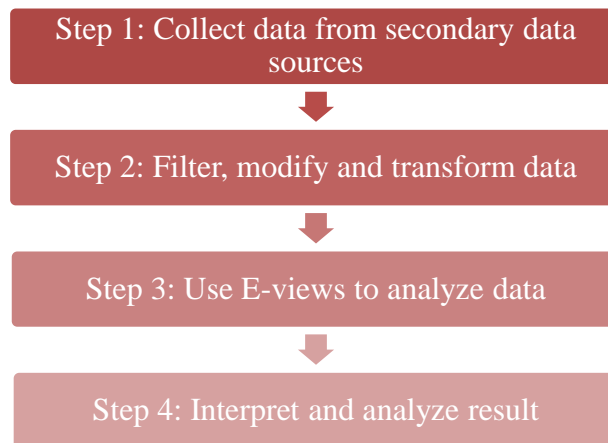 Step 1: Collect data from secondary data
sources
Step 2: Filter, modify and transform data
Step 3: Use E-views to analyze data
Step 4: Interpret and analyze result